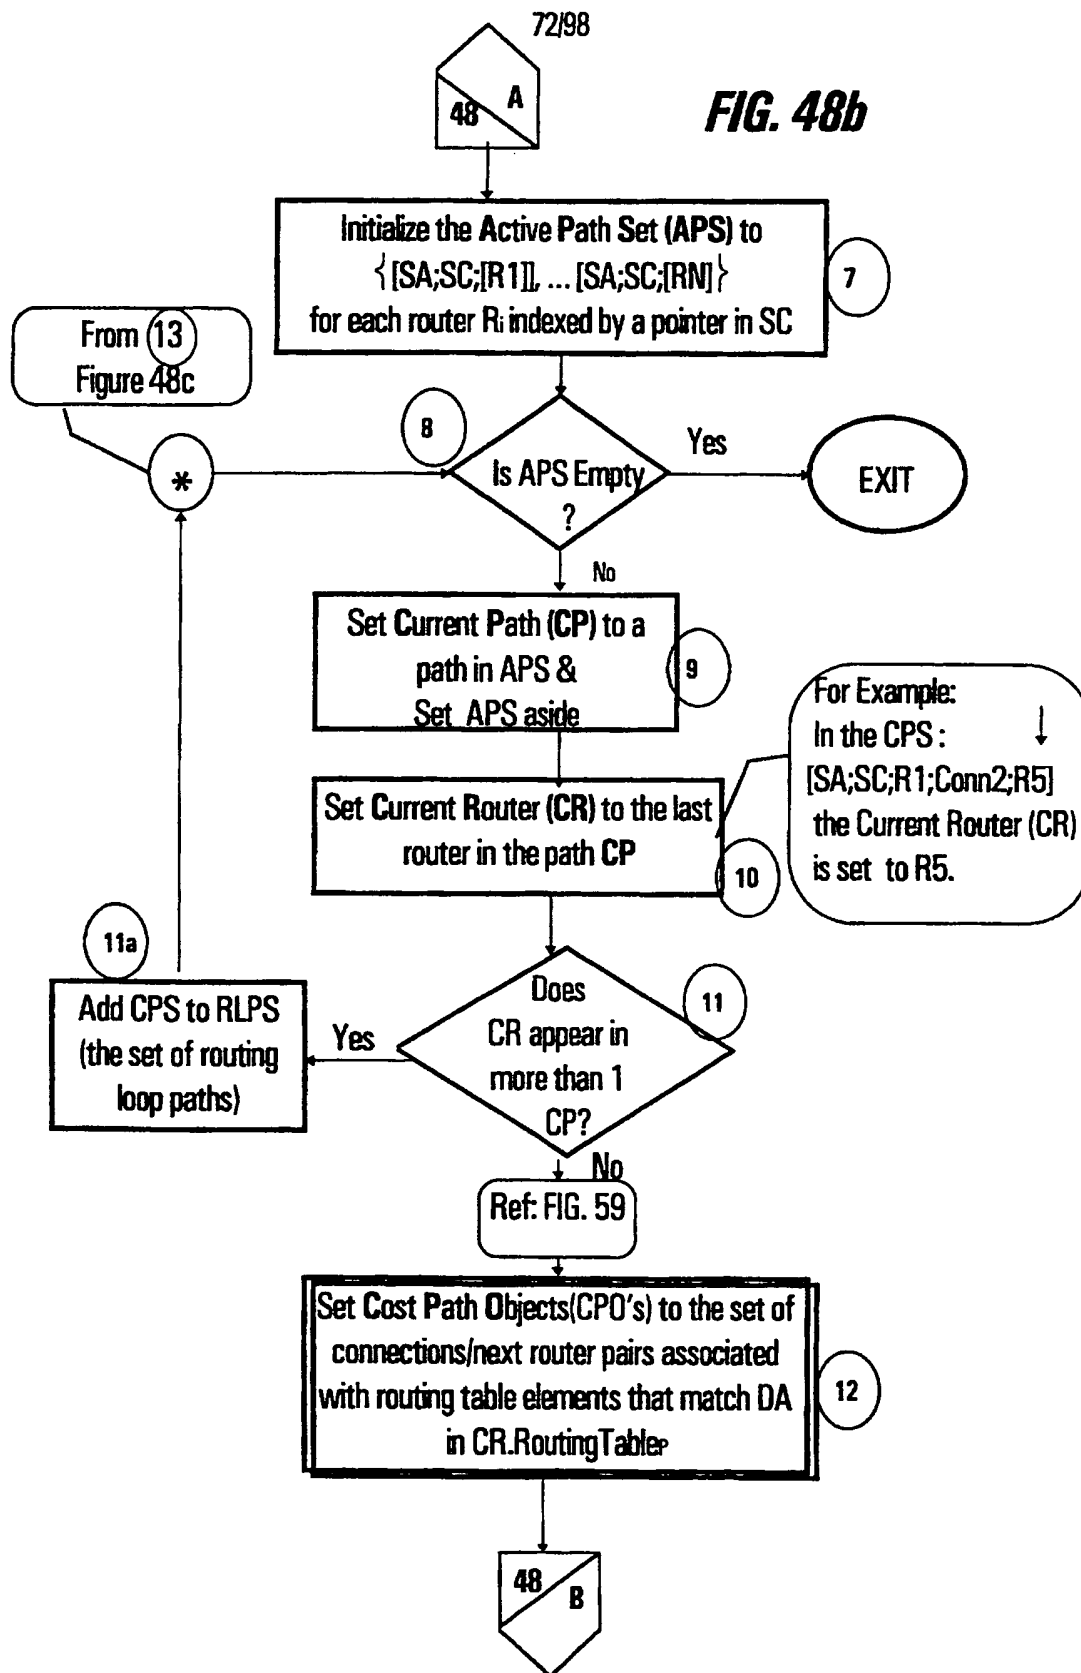 72/98
48 A
FIG. 48b
Initialize the Active Path Set (APS) to
{[SA;SC;[R1]], ... [SA;SC;[RN]}
for each router Ri indexed by a pointer in SC
7
From 13
Figure 48c
*
8
Is APS Empty
?
Yes
EXIT
No
Set Current Path (CP) to a
path in APS &
Set APS aside
9
For Example:
In the CPS :
[SA;SC;R1;Conn2;R5]
the Current Router (CR)
is set to R5.
Set Current Router (CR) to the last
router in the path CP
10
11a
Add CPS to RLPS
(the set of routing
loop paths)
Yes
Does
CR appear in
more than 1
CP?
11
No
Ref: FIG. 59
Set Cost Path Objects(CPO's) to the set of
connections/next router pairs associated
with routing table elements that match DA
in CR.RoutingTableP
12
48 B